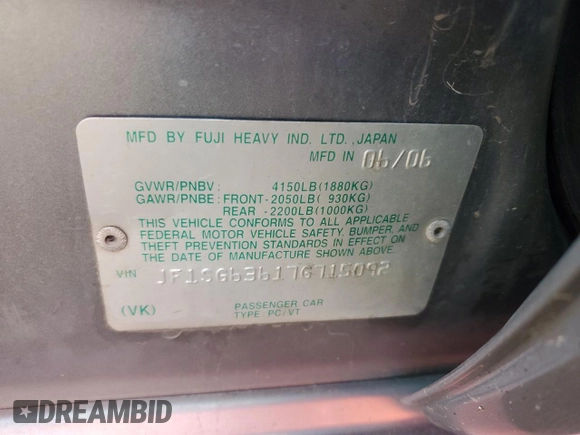 MFD BY FUJI HEAVY IND. LTD.,JAPAN
MFD IN 06/06
GVWR/PNBV : 4150LB(1880KG)
GAWR/PNBE : FRONT-2050LB( 930KG)
REAR -2200LB(1000KG)
THIS VEHICLE CONFORMS TO ALL APPLICABLE
FEDERAL MOTOR VEHICLE SAFETY, BUMPER, AND
THEFT PREVENTION STANDARDS IN EFFECT ON
THE DATE OF MANUFACTURE SHOWN ABOVE.
VIN JF1SG63617G715092
(VK) PASSENGER CAR
TYPE PC/VT
DREAMBID